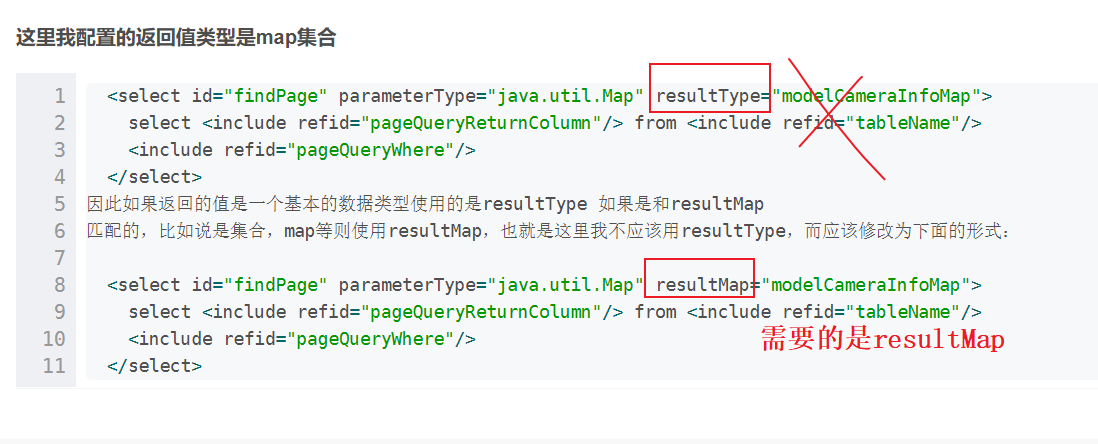 这里我配置的返回值类型是map集合
1 <select id="findPage" parameterType="java.util.Map" resultType="modelCameraInfoMap">
2 select <include refid="pageQueryReturnColumn"/> from <include refid="tableName"/>
3 <include refid="pageQueryWhere"/>
4 </select>
5 因此如果返回的值是一个基本的数据类型使用的是resultType 如果是和resultMap
6 匹配的，比如说是集合，map等则使用resultMap，也就是这里我不应该用resultType，而应该修改为下面的形式：
7
8 <select id="findPage" parameterType="java.util.Map" resultMap="modelCameraInfoMap">
9 select <include refid="pageQueryReturnColumn"/> from <include refid="tableName"/>
10 <include refid="pageQueryWhere"/>
需要的是resultMap
11 </select>